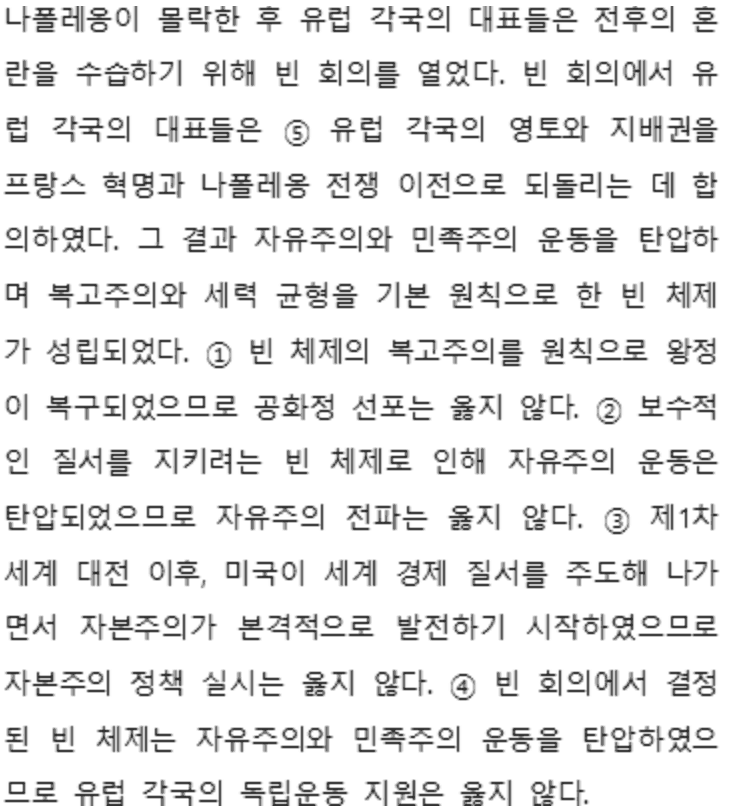 나폴레옹이 몰락한 후 유럽 각국의 대표들은 전후의 혼
란을 수습하기 위해 빈 회의를 열었다. 빈 회의에서 유
럽 각국의 대표들은 ⑤ 유럽 각국의 영토와 지배권을
프랑스 혁명과 나폴레옹 전쟁 이전으로 되돌리는 데 합
의하였다. 그 결과 자유주의와 민족주의 운동을 탄압하
며 복고주의와 세력 균형을 기본 원칙으로 한 빈 체제
가 성립되었다. ① 빈 체제의 복고주의를 원칙으로 왕정
이 복구되었으므로 공화정 선포는 옳지 않다. ② 보수적
인 질서를 지키려는 빈 체제로 인해 자유주의 운동은
탄압되었으므로 자유주의 전파는 옳지 않다. ③ 제1차
세계 대전 이후, 미국이 세계 경제 질서를 주도해 나가
면서 자본주의가 본격적으로 발전하기 시작하였으므로
자본주의 정책 실시는 옳지 않다. ④ 빈 회의에서 결정
된 빈 체제는 자유주의와 민족주의 운동을 탄압하였으
므로 유럽 각국의 독립운동 지원은 옳지 않다.